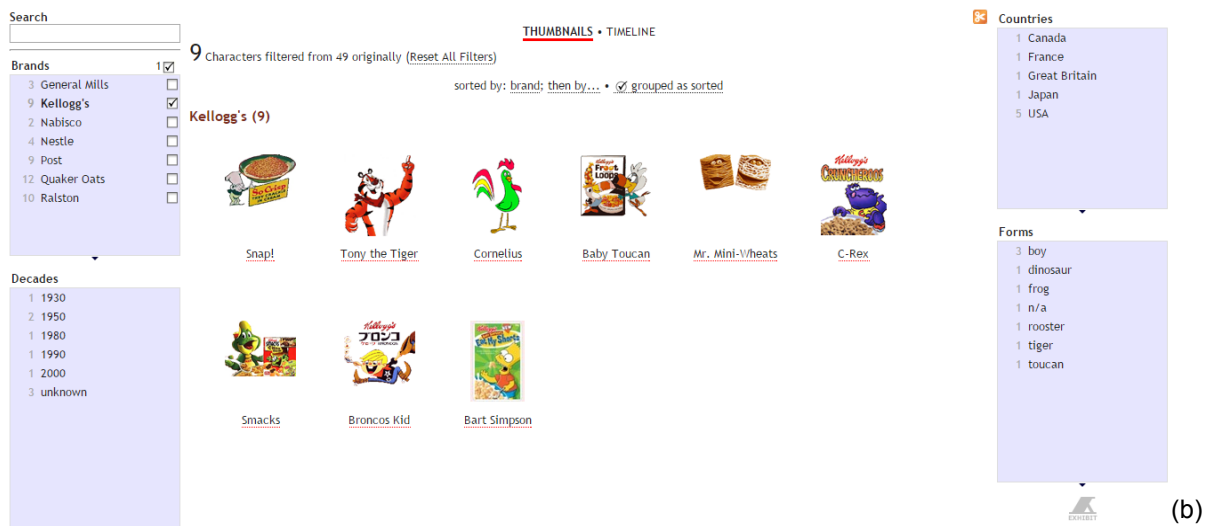 Search
Brands 1
3 General Mills
9 Kellogg's
2 Nabisco
4 Nestle
9 Post
12 Quaker Oats
10 Ralston
Decades
1 1930
2 1950
1 1980
1 1990
1 2000
3 unknown
THUMBNAILS • TIMELINE
9 Characters filtered from 49 originally (Reset All Filters)
sorted by: brand; then by... • grouped as sorted
Kellogg's (9)
So Crisp
Kellogg's
Froot
Loops
Kellogg's
CRUNCHEROOS
Snap!
Tony the Tiger
Cornelius
Baby Toucan
Mr. Mini-Wheats
C-Rex
Kellogg's
ブロンコ
Smacks
Broncos Kid
Bart Simpson
Countries
1 Canada
1 France
1 Great Britain
1 Japan
5 USA
Forms
3 boy
1 dinosaur
1 frog
1 n/a
1 rooster
1 tiger
1 toucan
EXHIBIT
(b)